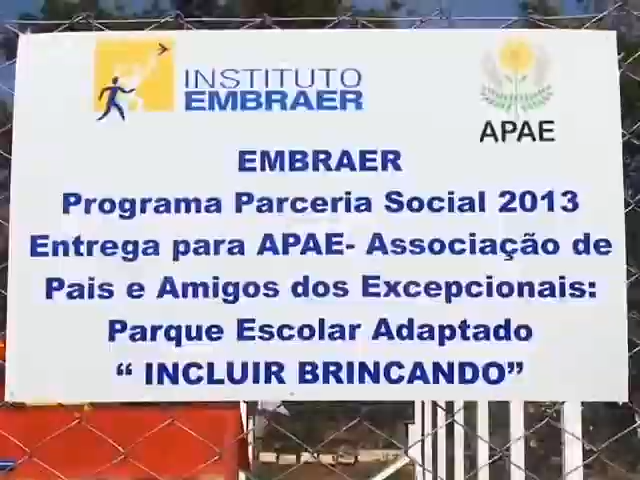 INSTITUTO
EMBRAER
APAE
EMBRAER
Programa Parceria Social 2013
Entrega para APAE- Associação de
Pais e Amigos dos Excepcionais:
Parque Escolar Adaptado
“ INCLUIR BRINCANDO”